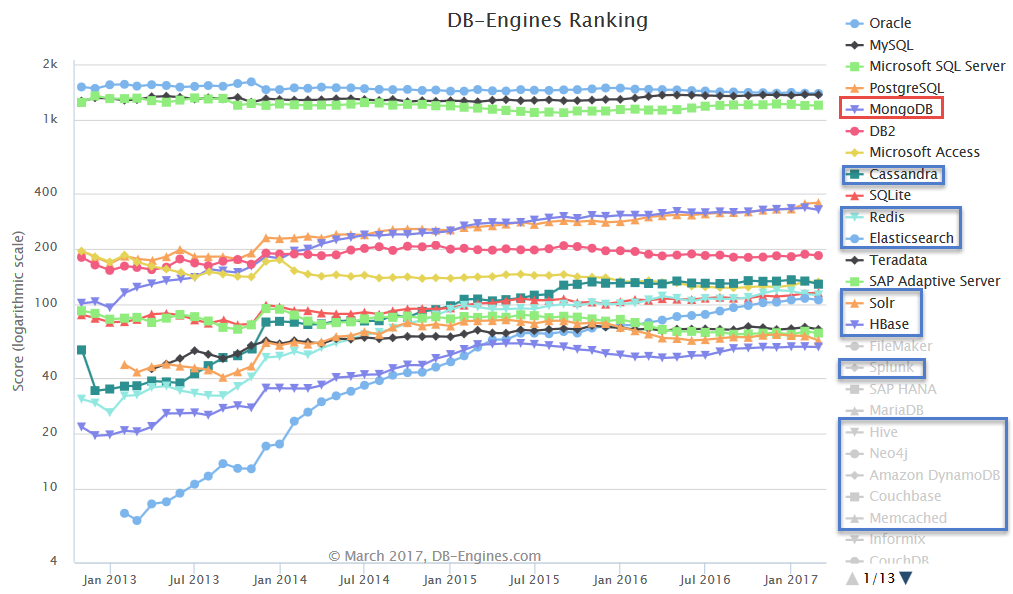 DB-Engines Ranking
Oracle
MySQL
Microsoft SQL Server
PostgreSQL
MongoDB
DB2
Microsoft Access
Cassandra
SQLite
Redis
Elasticsearch
Teradata
SAP Adaptive Server
Solr
HBase
FileMaker
Splunk
SAP HANA
MariaDB
Hive
Neo4j
Amazon DynamoDB
Couchbase
Memcached
Informix
CouchDB
1/13
Score (logarithmic scale)
2k
1k
400
200
100
40
20
10
4
© March 2017, DB-Engines.com
Jan 2013 Jul 2013 Jan 2014 Jul 2014 Jan 2015 Jul 2015 Jan 2016 Jul 2016 Jan 2017